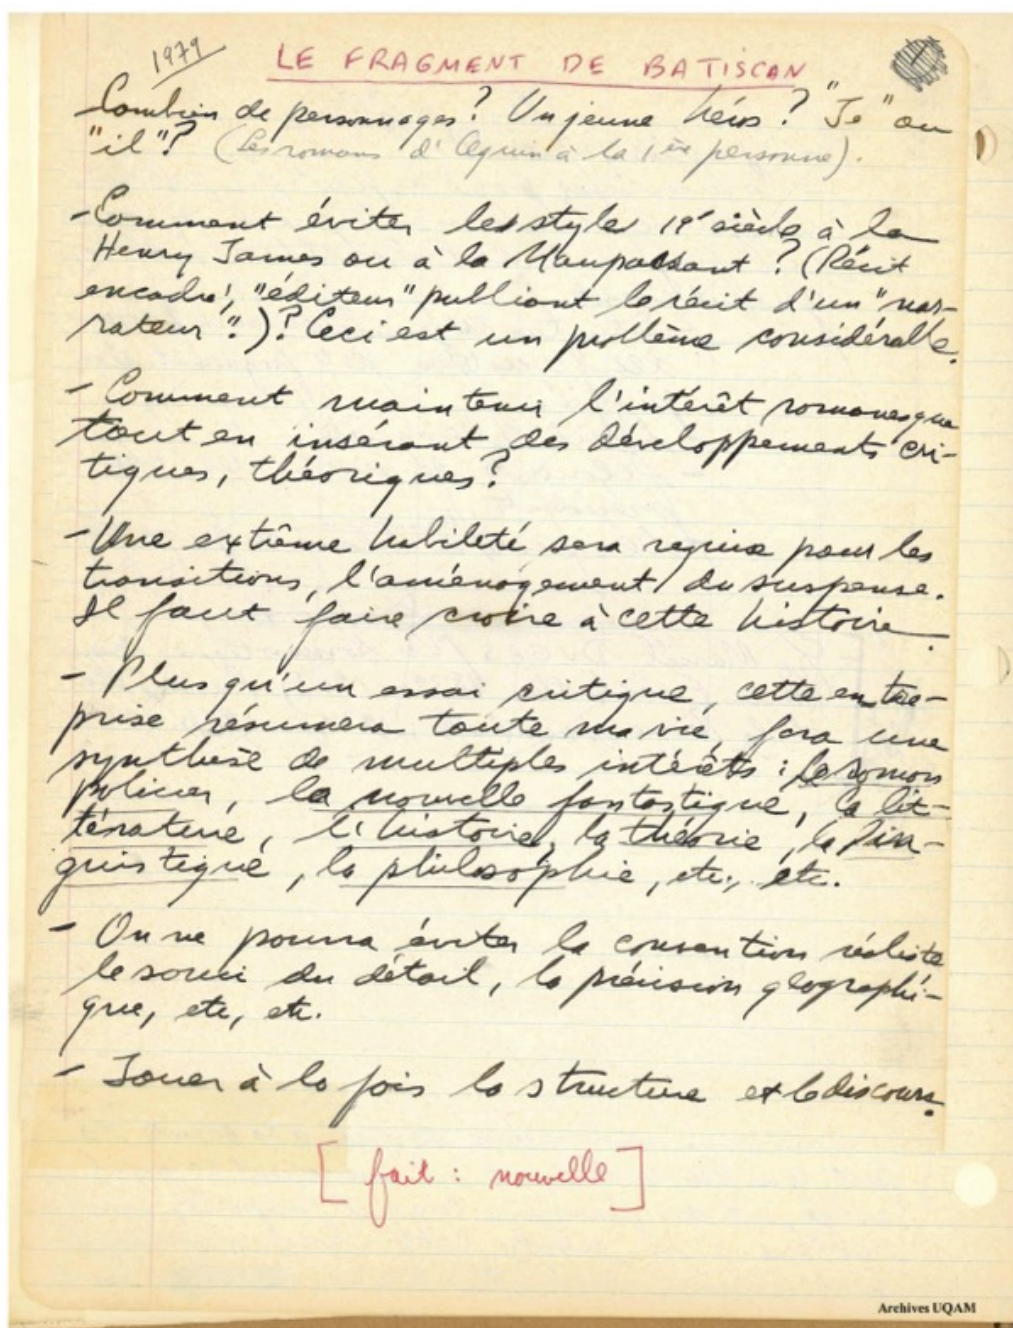 1979
LE FRAGMENT DE BATISCAN
Combien de personnages? Un jeune héros? "Je" ou
"il"? (Les romans d'Aquin à la 1ère personne).
- Comment éviter le style 19e siècle à la
Henry James ou à la Maupassant? (Récit
encadré, "éditeur" publiant le récit d'un "nar-
rateur")? Ceci est un problème considérable.
- Comment maintenir l'intérêt romanesque
tout en insérant des développements cri-
tiques, théoriques?
- Une extrême habileté sera requise pour les
transitions, l'aménagement du suspense.
Il faut faire croire à cette histoire.
- Plus qu'un essai critique, cette entre-
prise résumera toute ma vie, fera une
synthèse de multiples intérêts : le roman
policier, la nouvelle fantastique, la lit-
térature, l'histoire, la théorie, la lin-
guistique, la philosophie, etc., etc.
- On ne pourra éviter la convention réaliste
le souci du détail, la précision géographi-
que, etc, etc.
- Jouer à la fois la structure et le discours.
[fait : nouvelle]
Archives UQAM